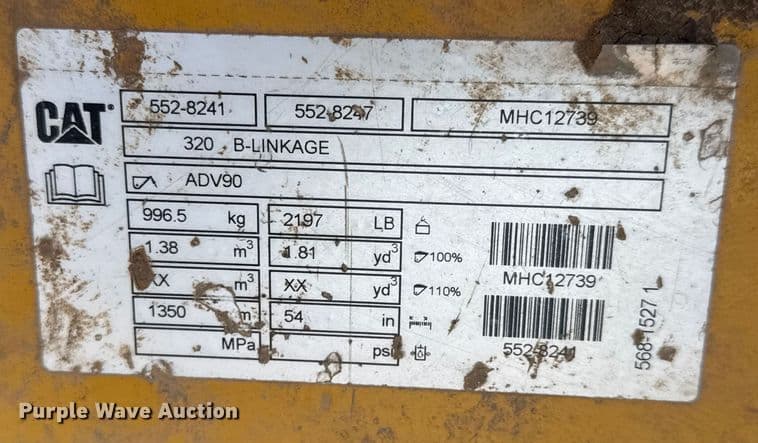 CAT
552-8241
552-8247
MHC12739
320 B-LINKAGE
ADV90
996.5 kg
2197 LB
1.38 m³
1.81 yd³
100%
XX m³
XX yd³
110%
1350 m
54 in
MPa
psi
MHC12739
552-8241
568-1527 1
Purple Wave Auction